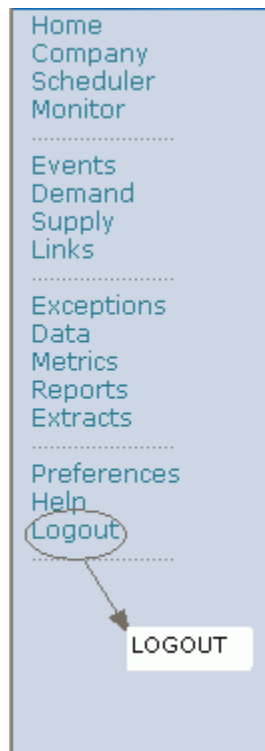 Home
Company
Scheduler
Monitor
Events
Demand
Supply
Links
Exceptions
Data
Metrics
Reports
Extracts
Preferences
Help
Logout
LOGOUT